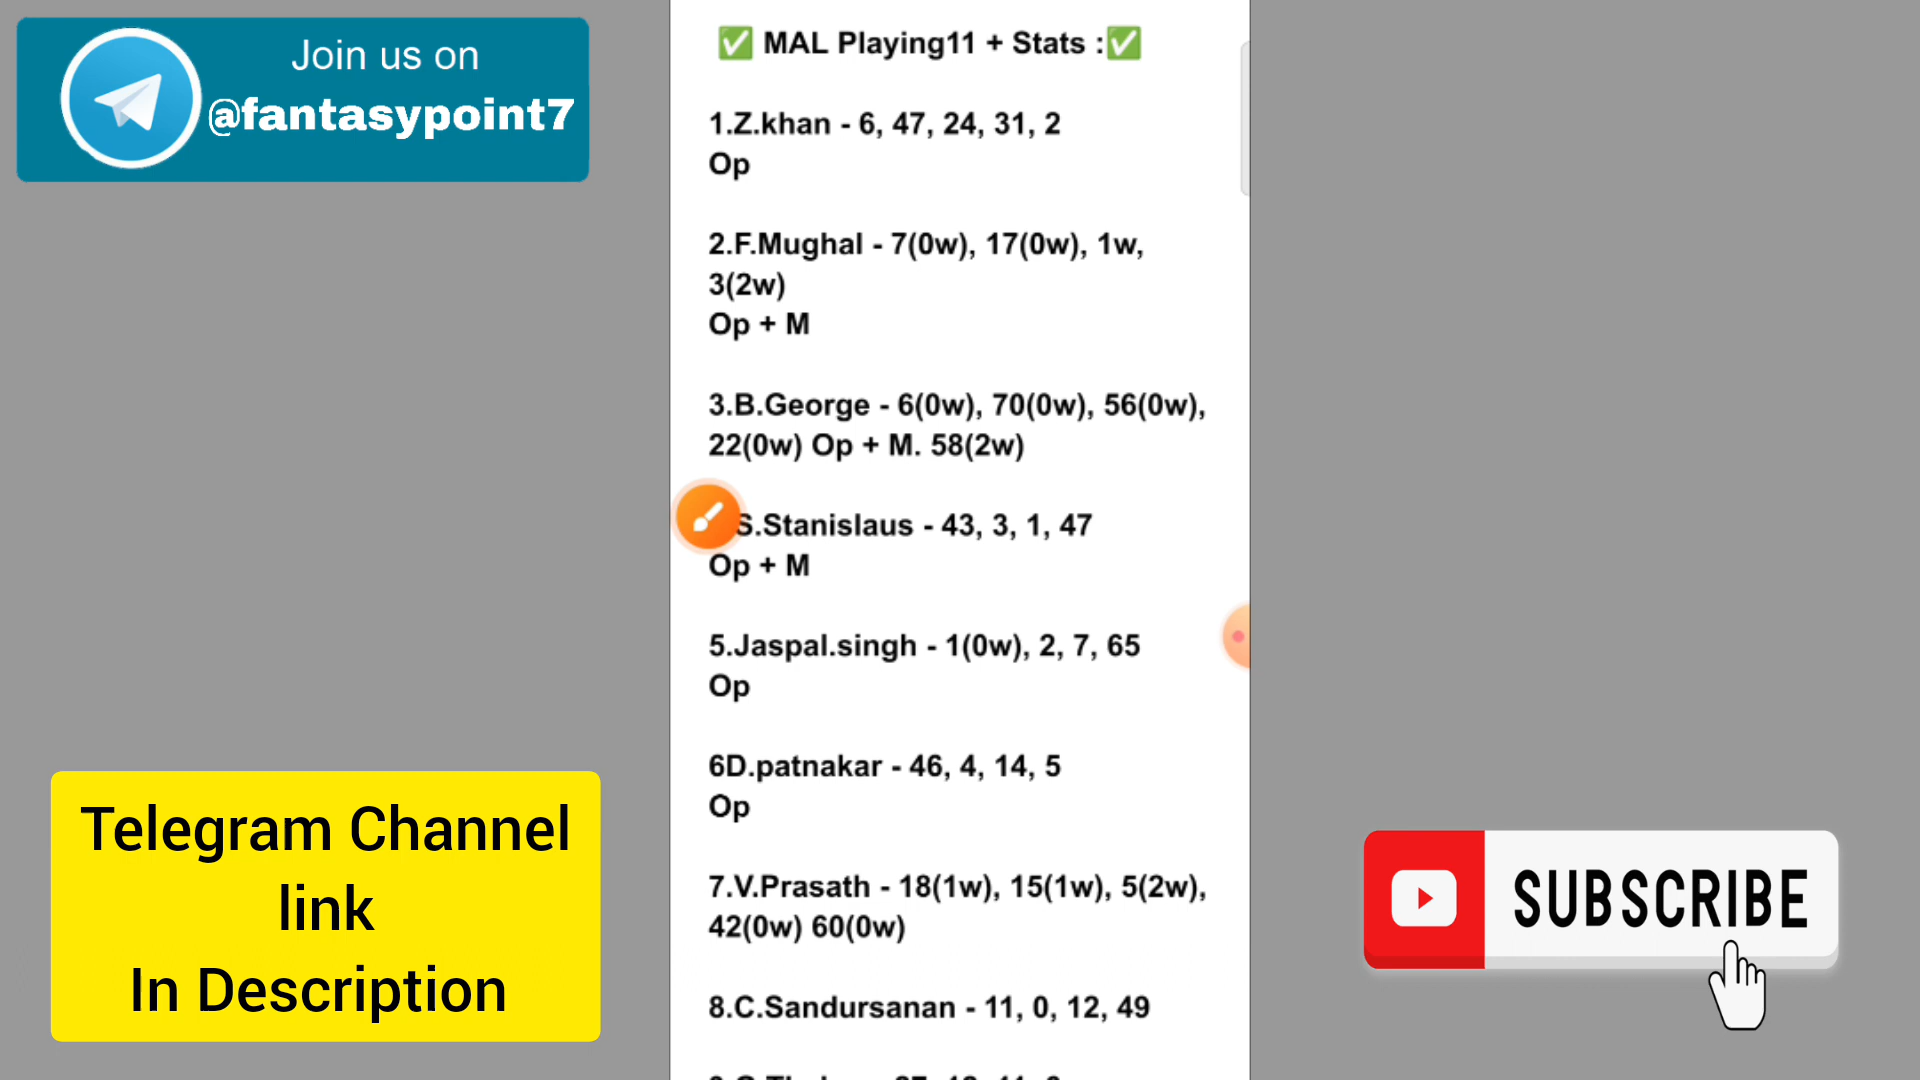 Join us on
@fantasypoint7
✅ MAL Playing11 + Stats :✅
1.Z.khan - 6, 47, 24, 31, 2
Op
2.F.Mughal - 7(0w), 17(0w), 1w,
3(2w)
Op + M
3.B.George - 6(0w), 70(0w), 56(0w),
22(0w) Op + M. 58(2w)
S.Stanislaus - 43, 3, 1, 47
Op + M
5.Jaspal.singh - 1(0w), 2, 7, 65
Op
6D.patnakar - 46, 4, 14, 5
Op
7.V.Prasath - 18(1w), 15(1w), 5(2w),
42(0w) 60(0w)
8.C.Sandursanan - 11, 0, 12, 49
Telegram Channel
link
In Description
SUBSCRIBE